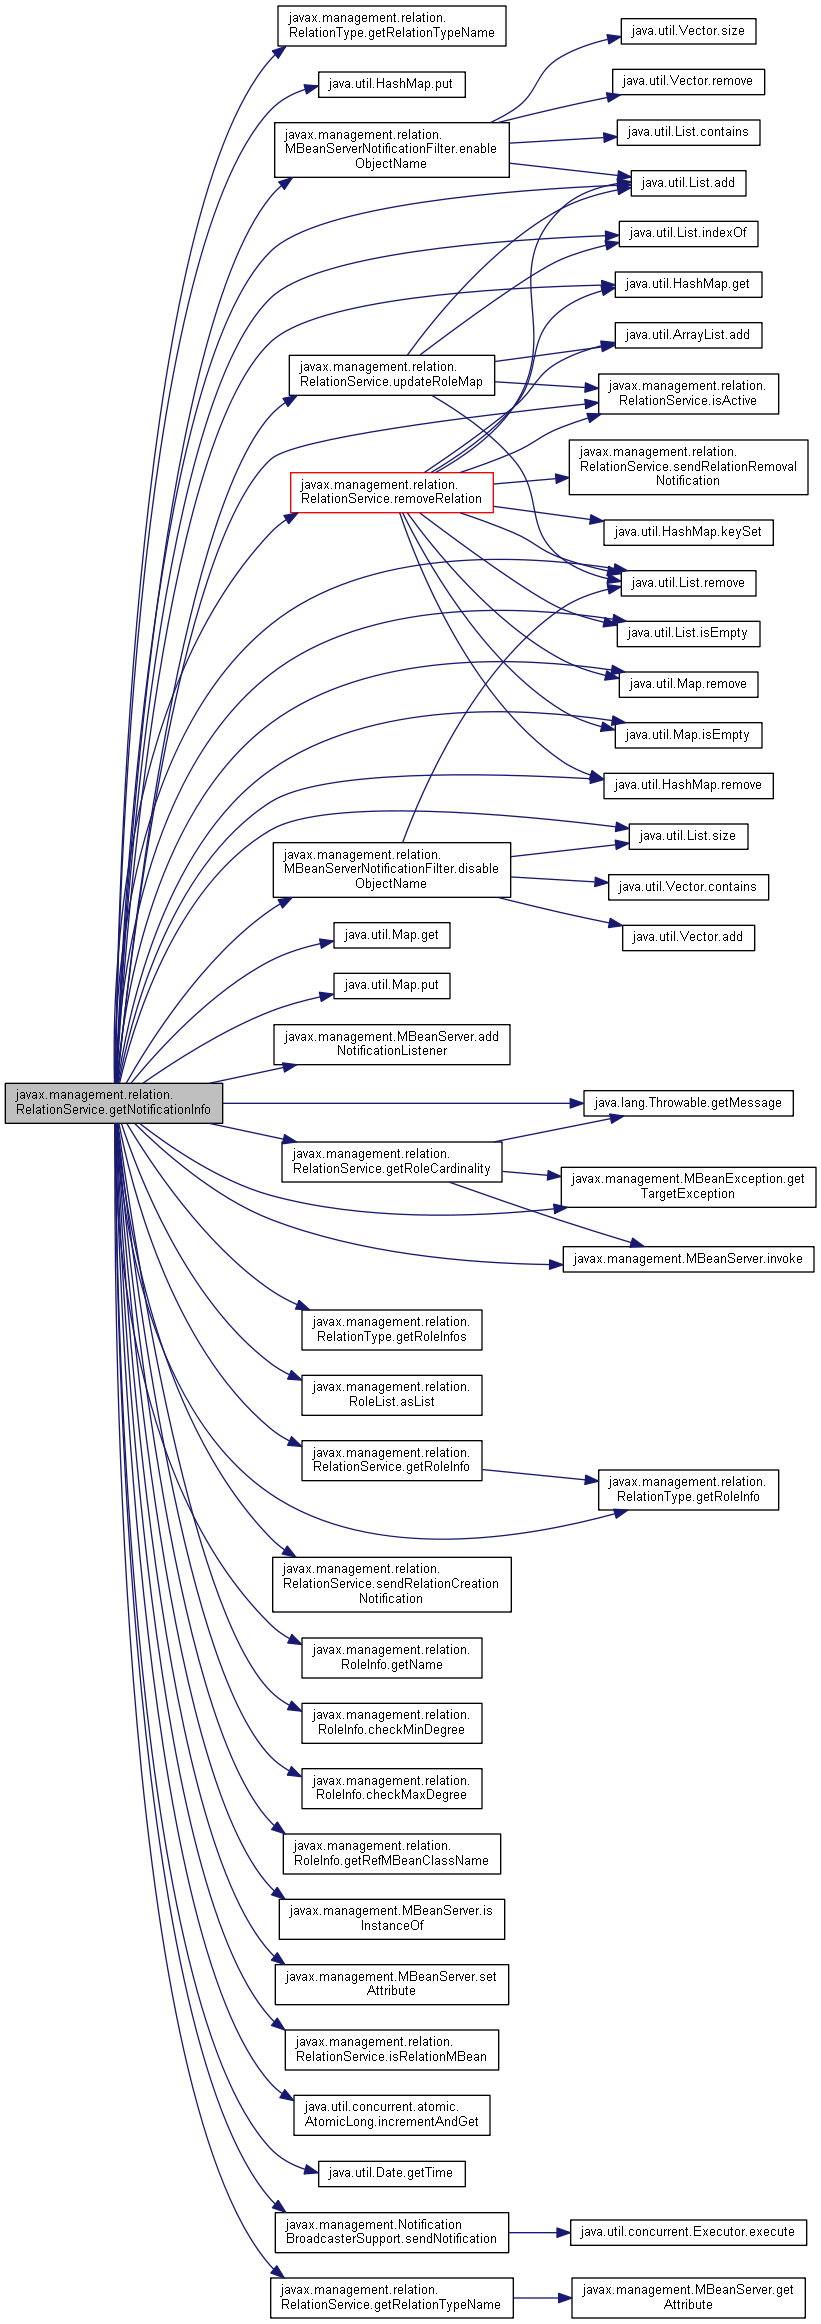 javax.management.relation.
RelationType.getRelationTypeName
java.util.Vector.size
java.util.HashMap.put
java.util.Vector.remove
javax.management.relation.
MBeanServerNotificationFilter.enable
ObjectName
java.util.List.contains
java.util.List.add
java.util.List.indexOf
java.util.HashMap.get
java.util.ArrayList.add
javax.management.relation.
RelationService.updateRoleMap
javax.management.relation.
RelationService.isActive
javax.management.relation.
RelationService.sendRelationRemoval
Notification
javax.management.relation.
RelationService.removeRelation
java.util.HashMap.keySet
java.util.List.remove
java.util.List.isEmpty
java.util.Map.remove
java.util.Map.isEmpty
java.util.HashMap.remove
java.util.List.size
javax.management.relation.
MBeanServerNotificationFilter.disable
ObjectName
java.util.Vector.contains
java.util.Vector.add
java.util.Map.get
java.util.Map.put
javax.management.MBeanServer.add
NotificationListener
javax.management.relation.
RelationService.getNotificationInfo
java.lang.Throwable.getMessage
javax.management.relation.
RelationService.getRoleCardinality
javax.management.MBeanException.get
TargetException
javax.management.MBeanServer.invoke
javax.management.relation.
RelationType.getRoleInfos
javax.management.relation.
RoleList.asList
javax.management.relation.
RelationService.getRoleInfo
javax.management.relation.
RelationType.getRoleInfo
javax.management.relation.
RelationService.sendRelationCreation
Notification
javax.management.relation.
RoleInfo.getName
javax.management.relation.
RoleInfo.checkMinDegree
javax.management.relation.
RoleInfo.checkMaxDegree
javax.management.relation.
RoleInfo.getRefMBeanClassName
javax.management.MBeanServer.is
InstanceOf
javax.management.MBeanServer.set
Attribute
javax.management.relation.
RelationService.isRelationMBean
java.util.concurrent.atomic.
AtomicLong.incrementAndGet
java.util.Date.getTime
javax.management.Notification
BroadcasterSupport.sendNotification
java.util.concurrent.Executor.execute
javax.management.relation.
RelationService.getRelationTypeName
javax.management.MBeanServer.get
Attribute